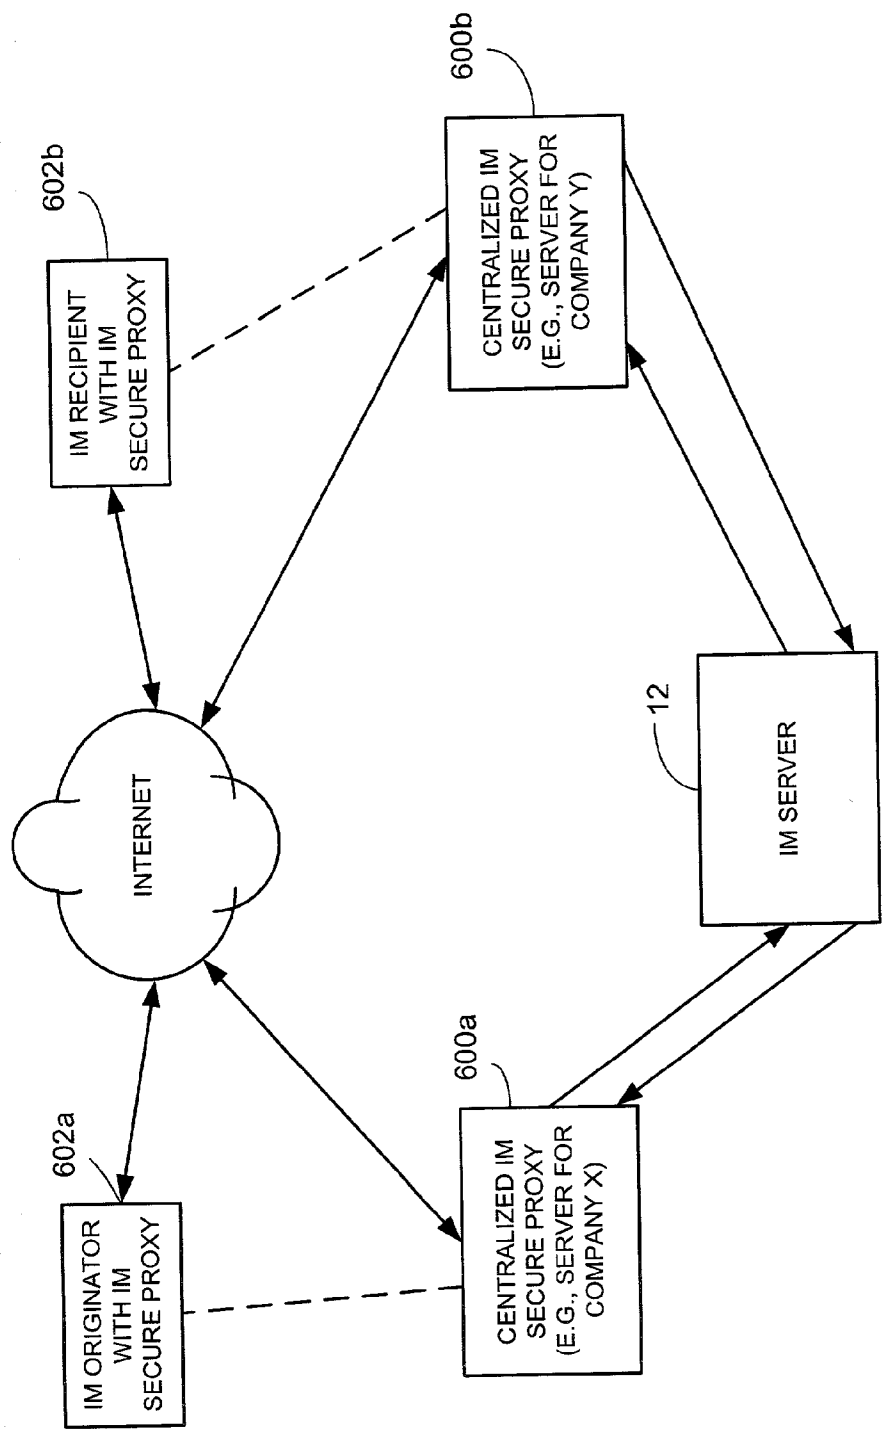 602a
IM ORIGINATOR
WITH IM
SECURE PROXY
INTERNET
602b
IM RECIPIENT
WITH IM
SECURE PROXY
600a
CENTRALIZED IM
SECURE PROXY
(E.G., SERVER FOR
COMPANY X)
12
IM SERVER
600b
CENTRALIZED IM
SECURE PROXY
(E.G., SERVER FOR
COMPANY Y)